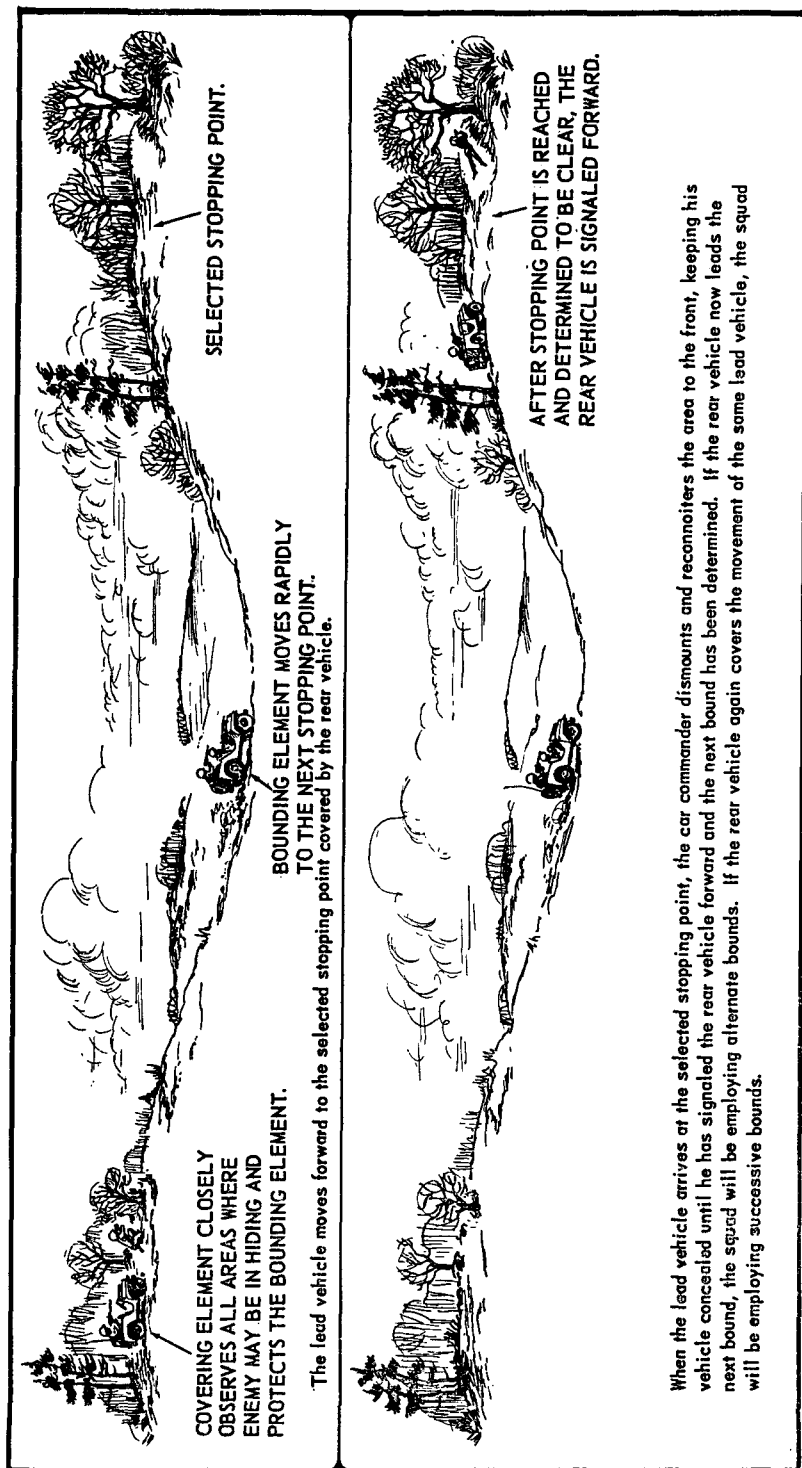 COVERING ELEMENT CLOSELY
OBSERVES ALL AREAS WHERE
ENEMY MAY BE IN HIDING AND
PROTECTS THE BOUNDING ELEMENT.
BOUNDING ELEMENT MOVES RAPIDLY
TO THE NEXT STOPPING POINT.
SELECTED STOPPING POINT.
The lead vehicle moves forward to the selected stopping point covered by the rear vehicle.
AFTER STOPPING POINT IS REACHED
AND DETERMINED TO BE CLEAR, THE
REAR VEHICLE IS SIGNALED FORWARD.
When the lead vehicle arrives at the selected stopping point, the car commander dismounts and reconnoiters the area to the front, keeping his
vehicle concealed until he has signaled the rear vehicle forward and the next bound has been determined. If the rear vehicle now leads the
next bound, the squad will be employing alternate bounds. If the rear vehicle again covers the movement of the same lead vehicle, the squad
will be employing successive bounds.